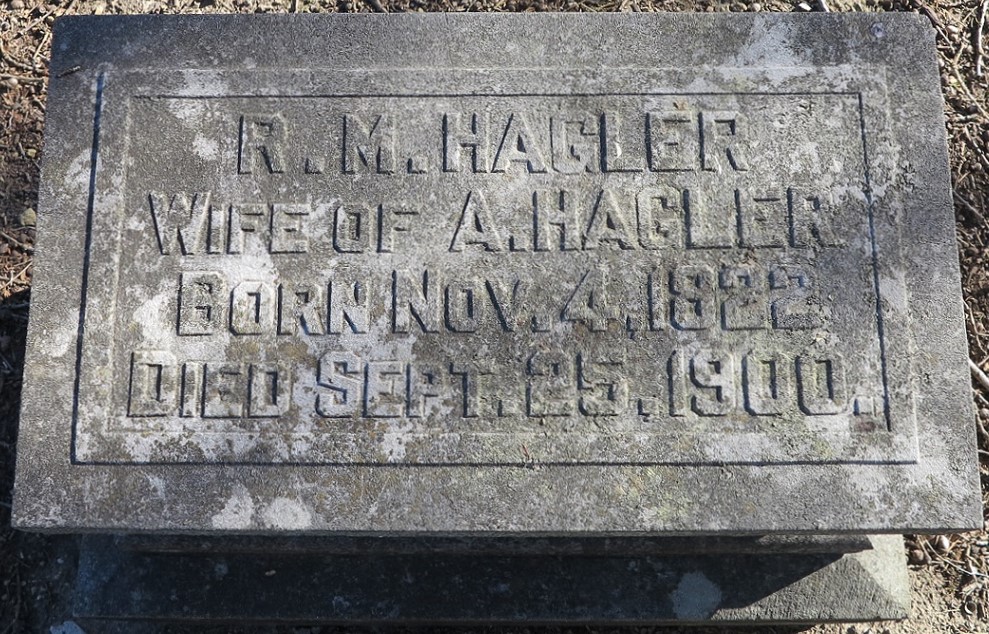 R. M. HAGLER
WIFE OF A. HAGLER
BORN NOV. 4. 1822
DIED SEPT. 25. 1900.